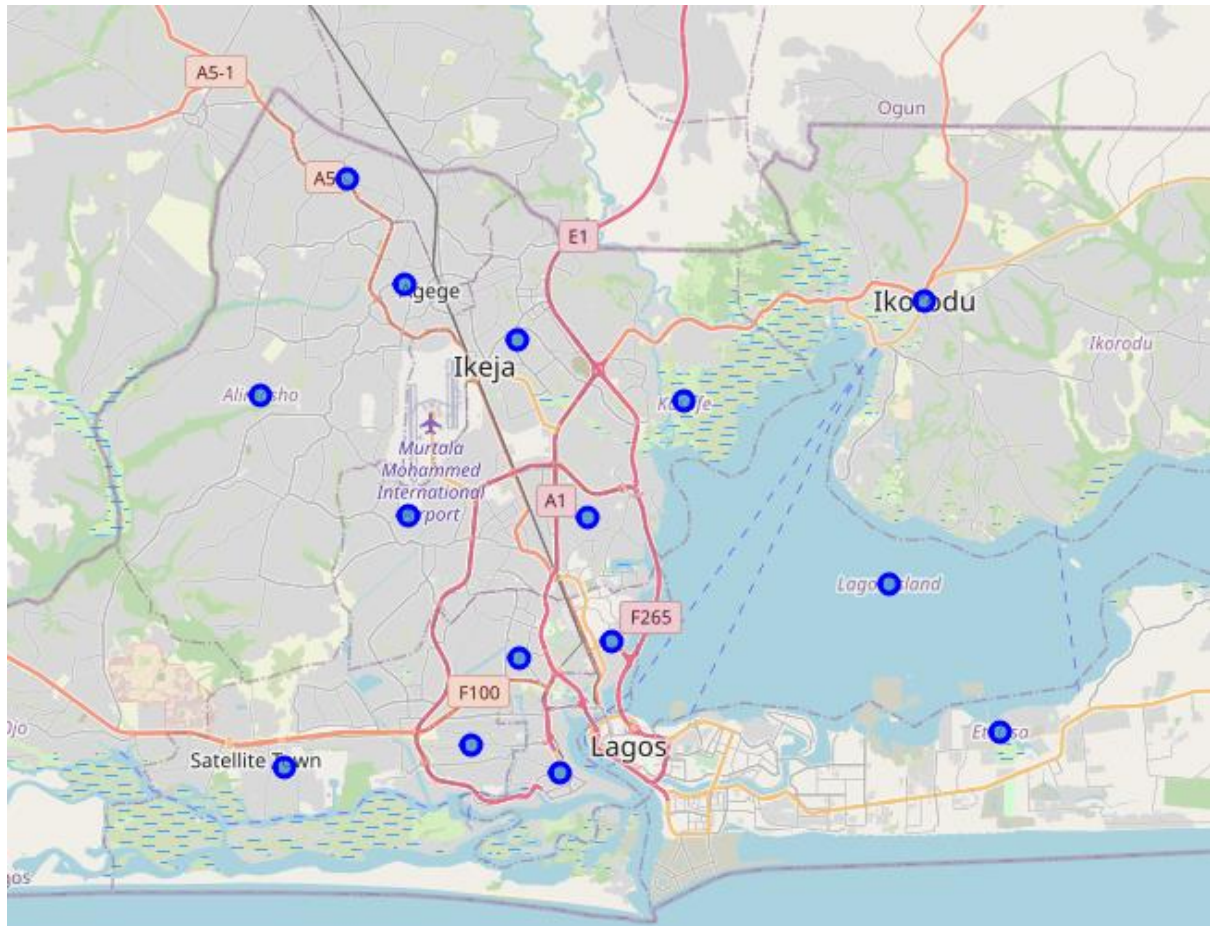 A5-1
Ogun
A5
E1
Agege
Ikorodu
Ikorodu
Ikeja
Murtala
Mohammed
International
Airport
A1
Lagos Island
F265
F100
Ojo
Lagos
Satellite Town